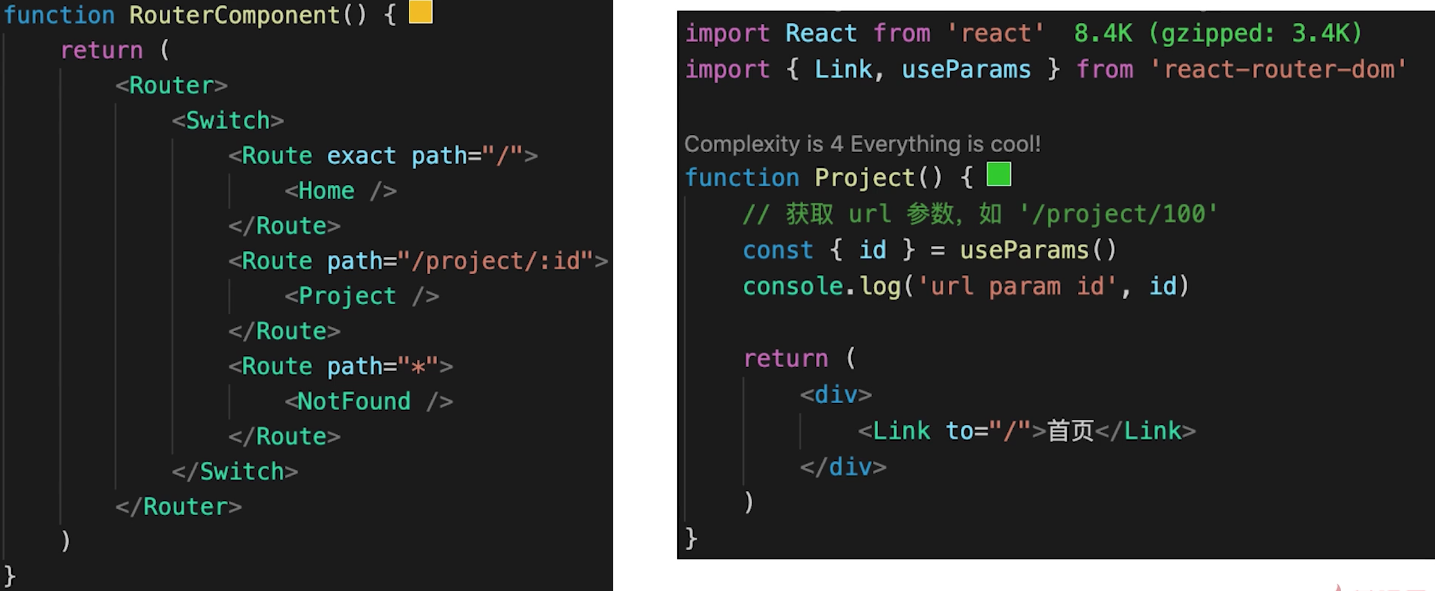 function RouterComponent() {
return (
<Router>
<Switch>
<Route exact path="/">
<Home />
</Route>
<Route path="/project/:id">
<Project />
</Route>
<Route path="*">
<NotFound />
</Route>
</Switch>
</Router>
)
}
import React from 'react' 8.4K (gzipped: 3.4K)
import { Link, useParams } from 'react-router-dom'
Complexity is 4 Everything is cool!
function Project() {
// 获取 url 参数，如 '/project/100'
const { id } = useParams()
console.log('url param id', id)
return (
<div>
<Link to="/">首页</Link>
</div>
)
}